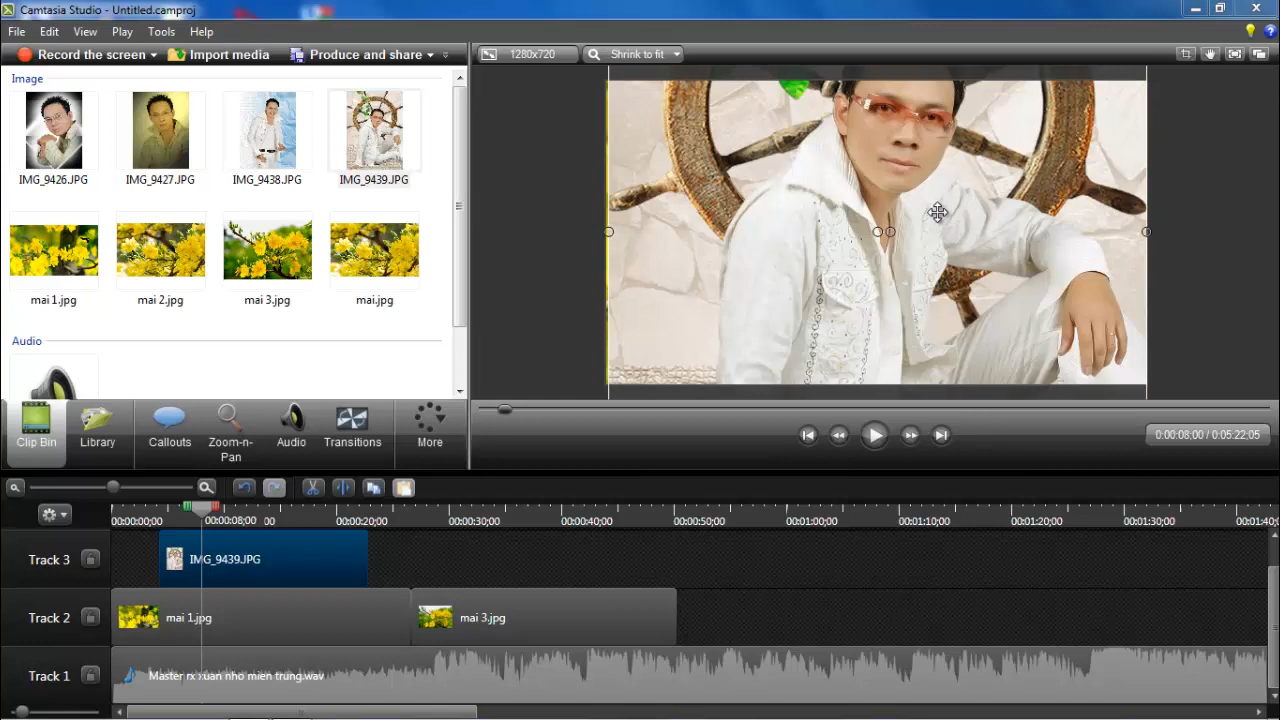 Camtasia Studio - Untitled.camproj
File Edit View Play Tools Help
Record the screen Import media Produce and share
1280x720 Shrink to fit
Image
IMG_9426.JPG IMG_9427.JPG IMG_9438.JPG IMG_9439.JPG
mai 1.jpg mai 2.jpg mai 3.jpg mai.jpg
Audio
Clip Bin Library Callouts Zoom-n-Pan Audio Transitions More
0:00:08;00 / 0:05:22;05
00:00:00;00 00:00:08;00 00 00:00:20;00 00:00:30;00 00:00:40;00 00:00:50;00 00:01:00;00 00:01:10;00 00:01:20;00 00:01:30;00 00:01:40;0
Track 3 IMG_9439.JPG
Track 2 mai 1.jpg mai 3.jpg
Track 1 Master rx xuan nho mien trung.wav